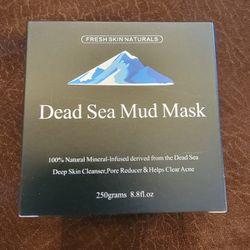 FRESH SKIN NATURALS
Dead Sea Mud Mask
100% Natural Mineral-Infused derived from the Dead Sea
Deep Skin Cleanser,Pore Reducer & Helps Clear Acne
250grams 8.8fl.oz